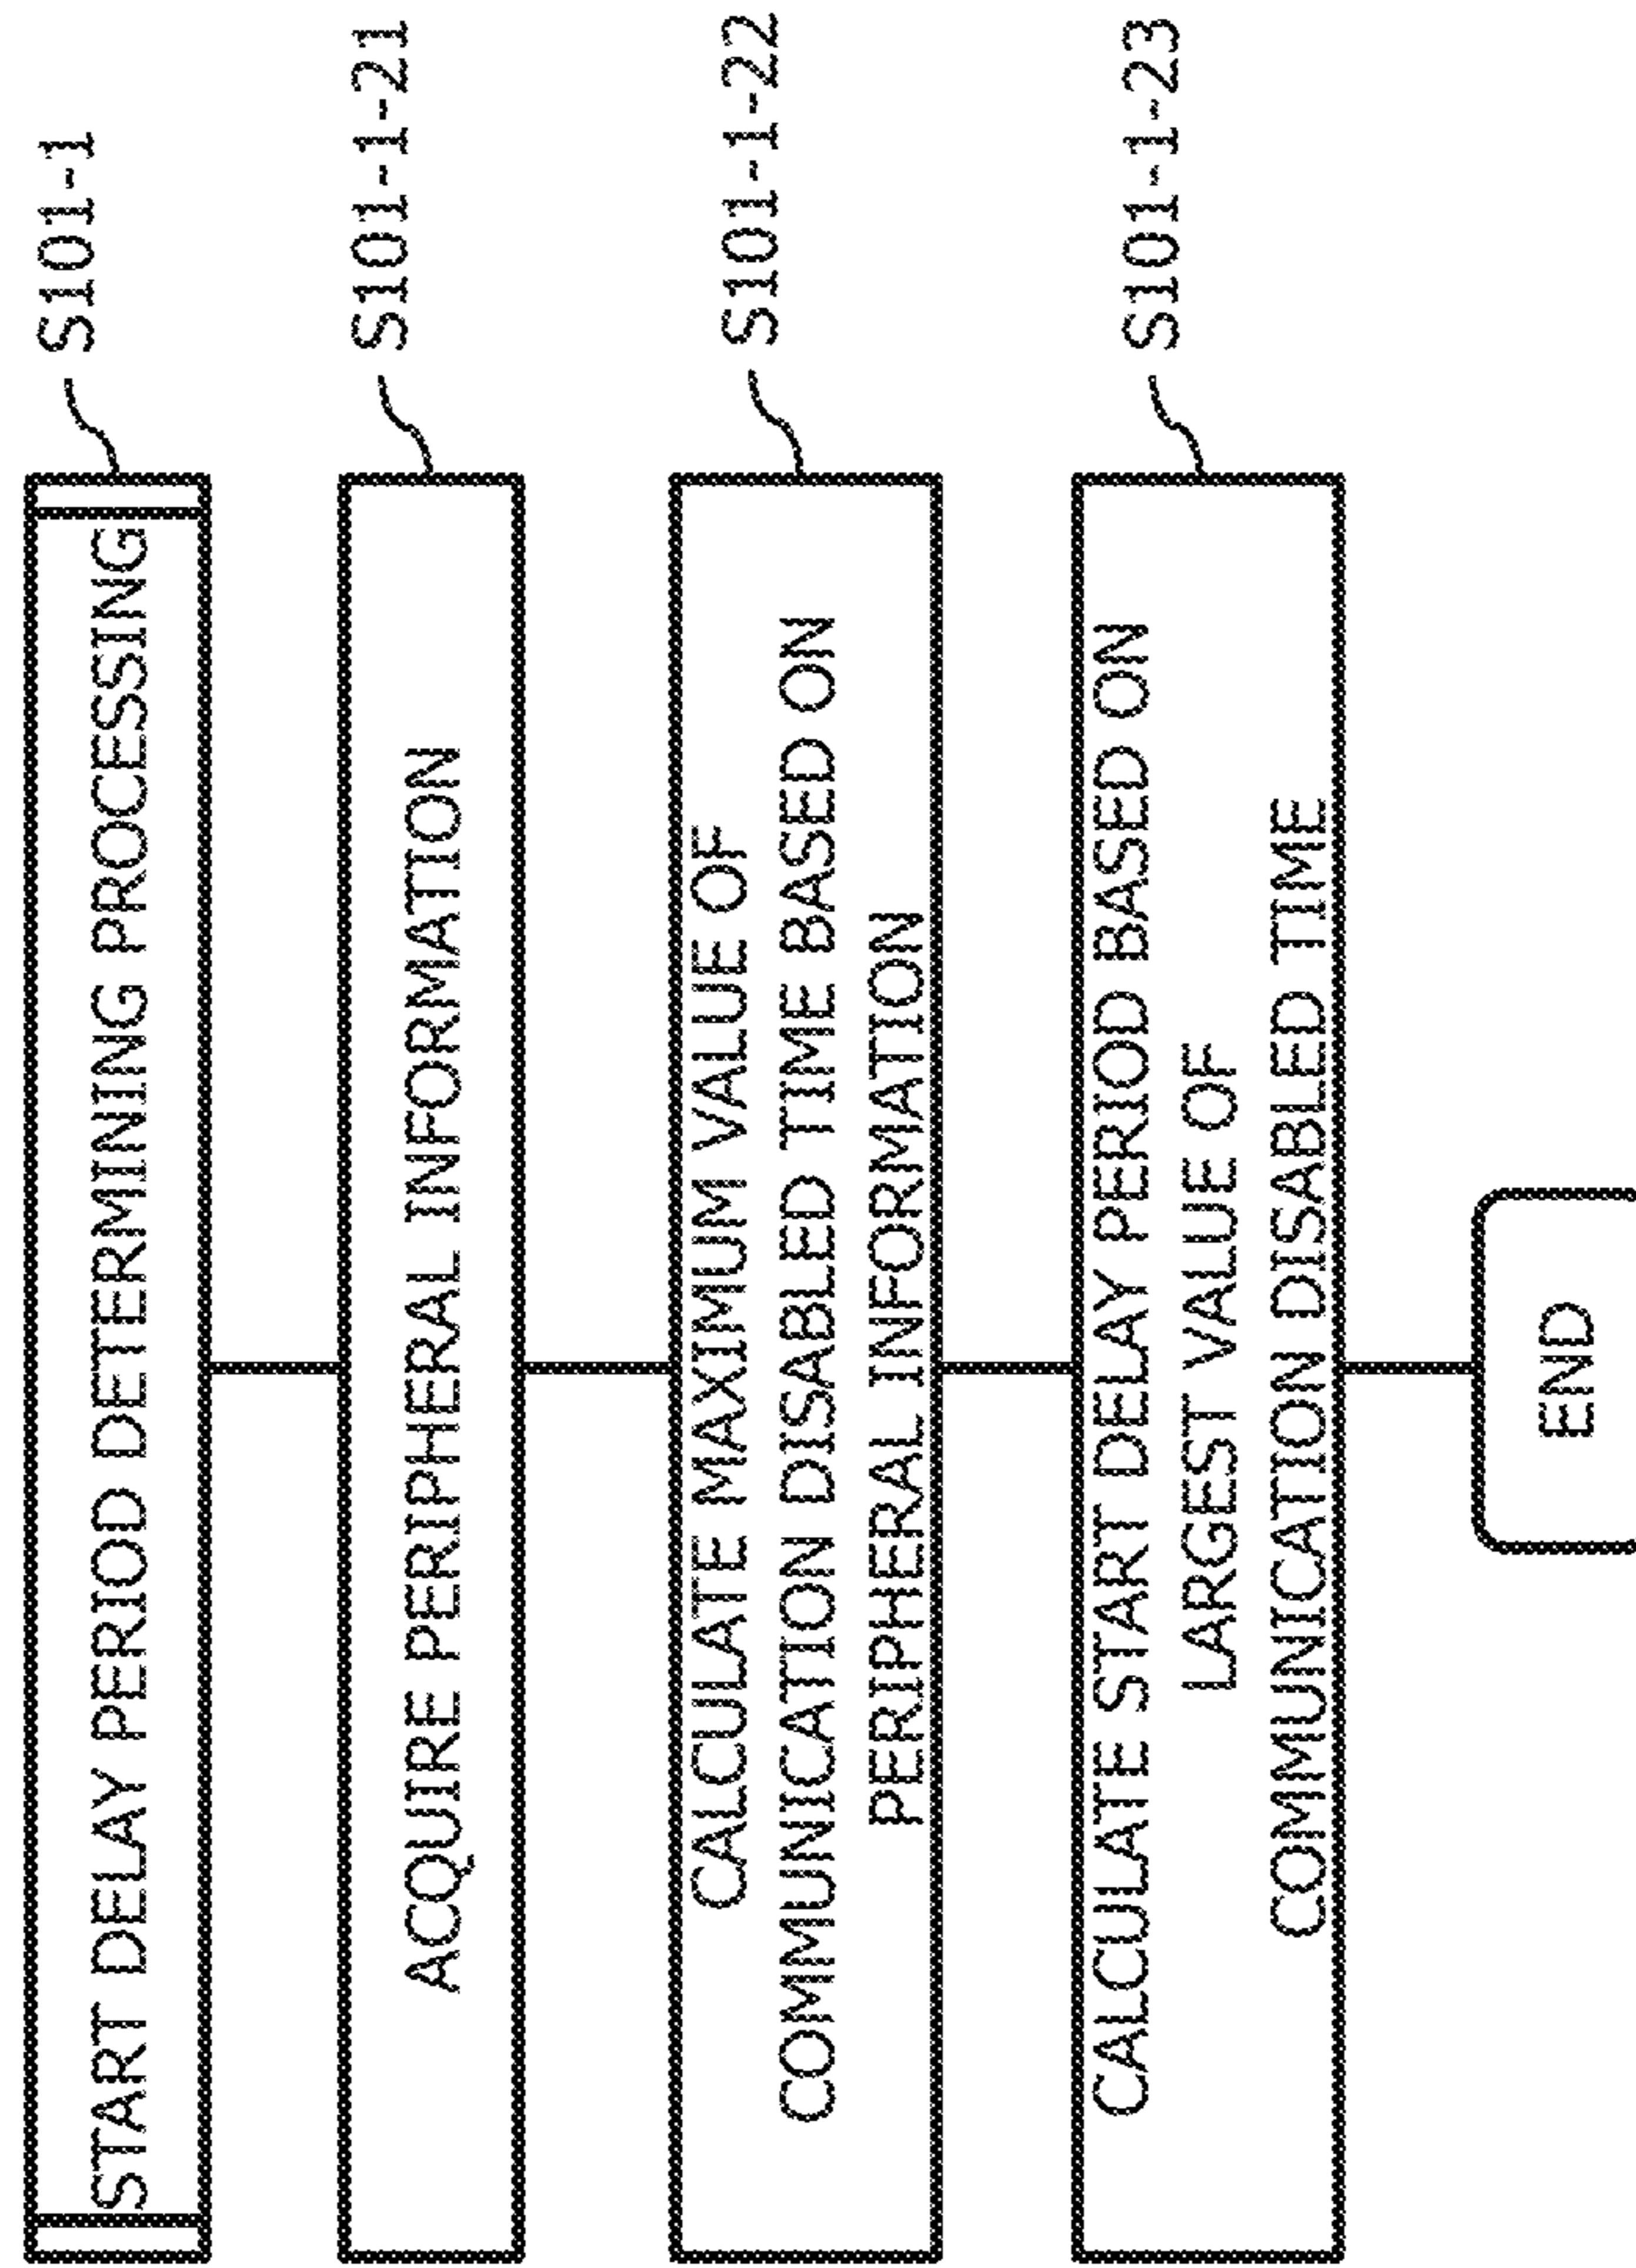 START DELAY PERIOD DETERMINING PROCESSING
S101-1
ACQUIRE PERIPHERAL INFORMATION
S101-1-21
CALCULATE MAXIMUM VALUE OF
COMMUNICATION DISABLED TIME BASED ON
PERIPHERAL INFORMATION
S101-1-22
CALCULATE START DELAY PERIOD BASED ON
LARGEST VALUE OF
COMMUNICATION DISABLED TIME
S101-1-23
END